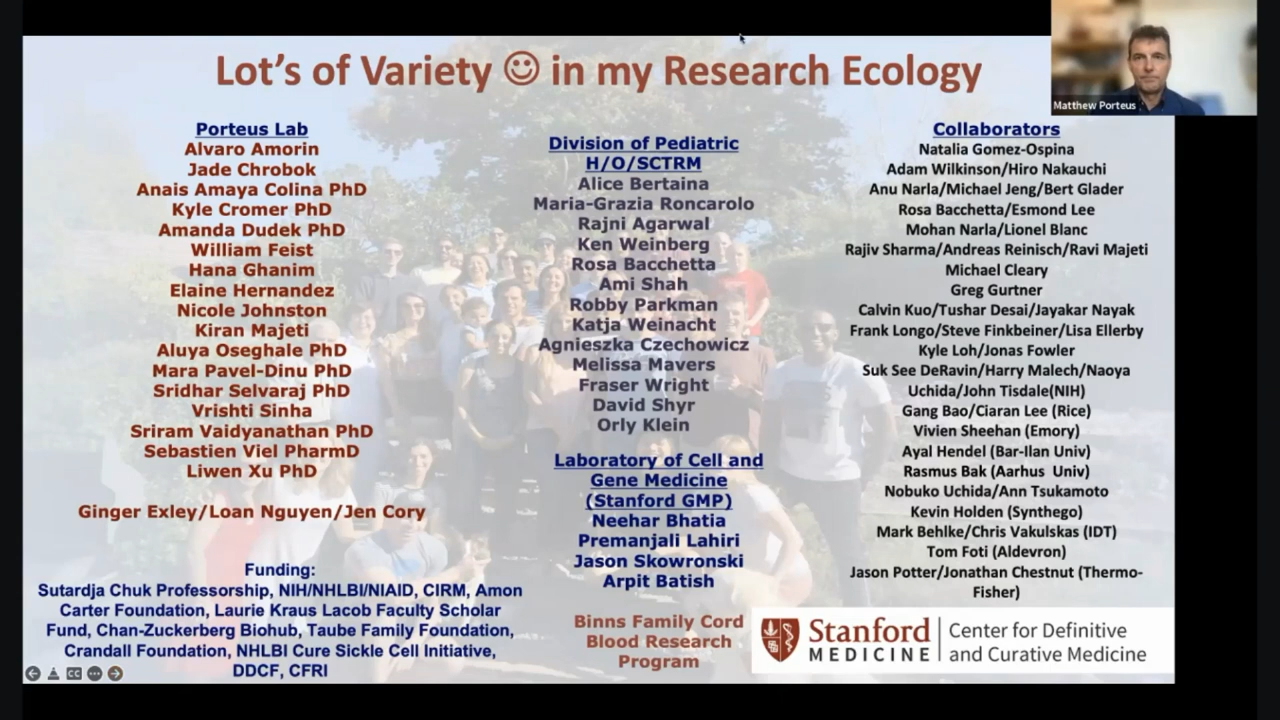 Lot's of Variety ☺ in my Research Ecology
Matthew Porteus
Porteus Lab
Alvaro Amorin
Jade Chrobok
Anais Amaya Colina PhD
Kyle Cromer PhD
Amanda Dudek PhD
William Feist
Hana Ghanim
Elaine Hernandez
Nicole Johnston
Kiran Majeti
Aluya Oseghale PhD
Mara Pavel-Dinu PhD
Sridhar Selvaraj PhD
Vrishti Sinha
Sriram Vaidyanathan PhD
Sebastien Viel PharmD
Liwen Xu PhD
Ginger Exley/Loan Nguyen/Jen Cory
Funding:
Sutardja Chuk Professorship, NIH/NHLBI/NIAID, CIRM, Amon
Carter Foundation, Laurie Kraus Lacob Faculty Scholar
Fund, Chan-Zuckerberg Biohub, Taube Family Foundation,
Crandall Foundation, NHLBI Cure Sickle Cell Initiative,
DDCF, CFRI
CC
Division of Pediatric
H/O/SCTRM
Alice Bertaina
Maria-Grazia Roncarolo
Rajni Agarwal
Ken Weinberg
Rosa Bacchetta
Ami Shah
Robby Parkman
Katja Weinacht
Agnieszka Czechowicz
Melissa Mavers
Fraser Wright
David Shyr
Orly Klein
Laboratory of Cell and
Gene Medicine
(Stanford GMP)
Neehar Bhatia
Premanjali Lahiri
Jason Skowronski
Arpit Batish
Binns Family Cord
Blood Research
Program
Collaborators
Natalia Gomez-Ospina
Adam Wilkinson/Hiro Nakauchi
Anu Narla/Michael Jeng/Bert Glader
Rosa Bacchetta/Esmond Lee
Mohan Narla/Lionel Blanc
Rajiv Sharma/Andreas Reinisch/Ravi Majeti
Michael Cleary
Greg Gurtner
Calvin Kuo/Tushar Desai/Jayakar Nayak
Frank Longo/Steve Finkbeiner/Lisa Ellerby
Kyle Loh/Jonas Fowler
Suk See DeRavin/Harry Malech/Naoya
Uchida/John Tisdale(NIH)
Gang Bao/Ciaran Lee (Rice)
Vivien Sheehan (Emory)
Ayal Hendel (Bar-Ilan Univ)
Rasmus Bak (Aarhus Univ)
Nobuko Uchida/Ann Tsukamoto
Kevin Holden (Synthego)
Mark Behlke/Chris Vakulskas (IDT)
Tom Foti (Aldevron)
Jason Potter/Jonathan Chestnut (Thermo-
Fisher)
Stanford
MEDICINE
Center for Definitive
and Curative Medicine